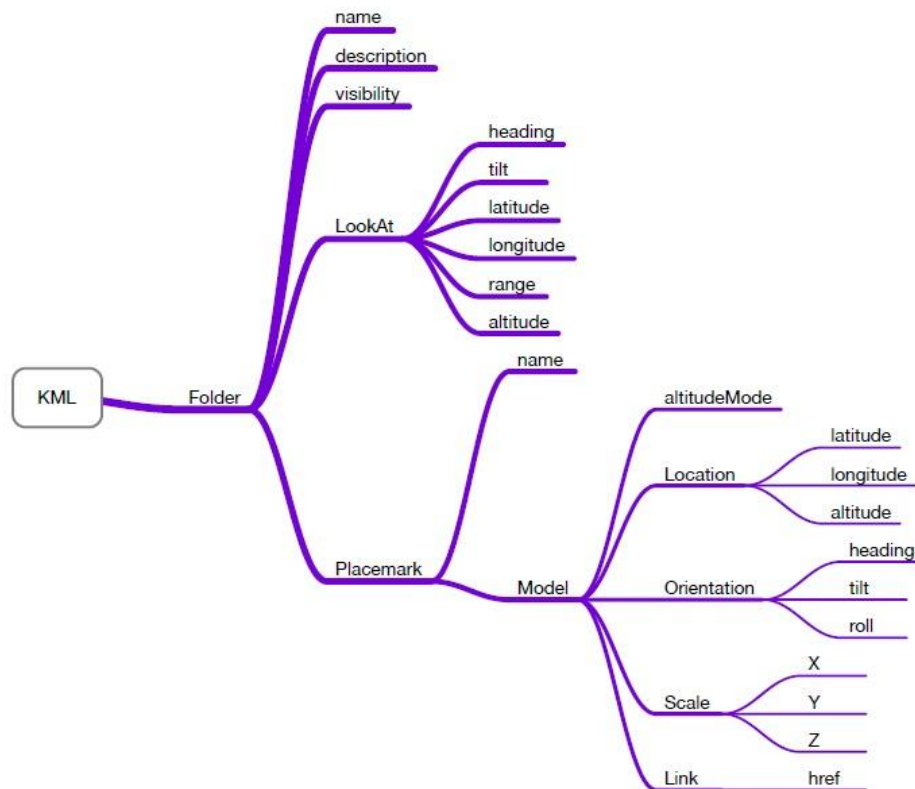 name
description
visibility
heading
tilt
latitude
LookAt
longitude
range
altitude
name
KML
Folder
altitudeMode
latitude
Location
longitude
altitude
heading
Placemark
Model
Orientation
tilt
roll
X
Scale
Y
Z
Link
href